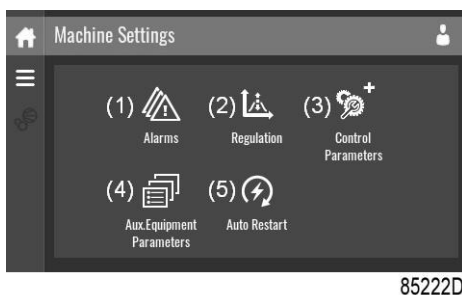 Machine Settings
(1) (2) (3)
Alarms Regulation Control
Parameters
(4) (5)
Aux.Equipment Auto Restart
Parameters
85222D